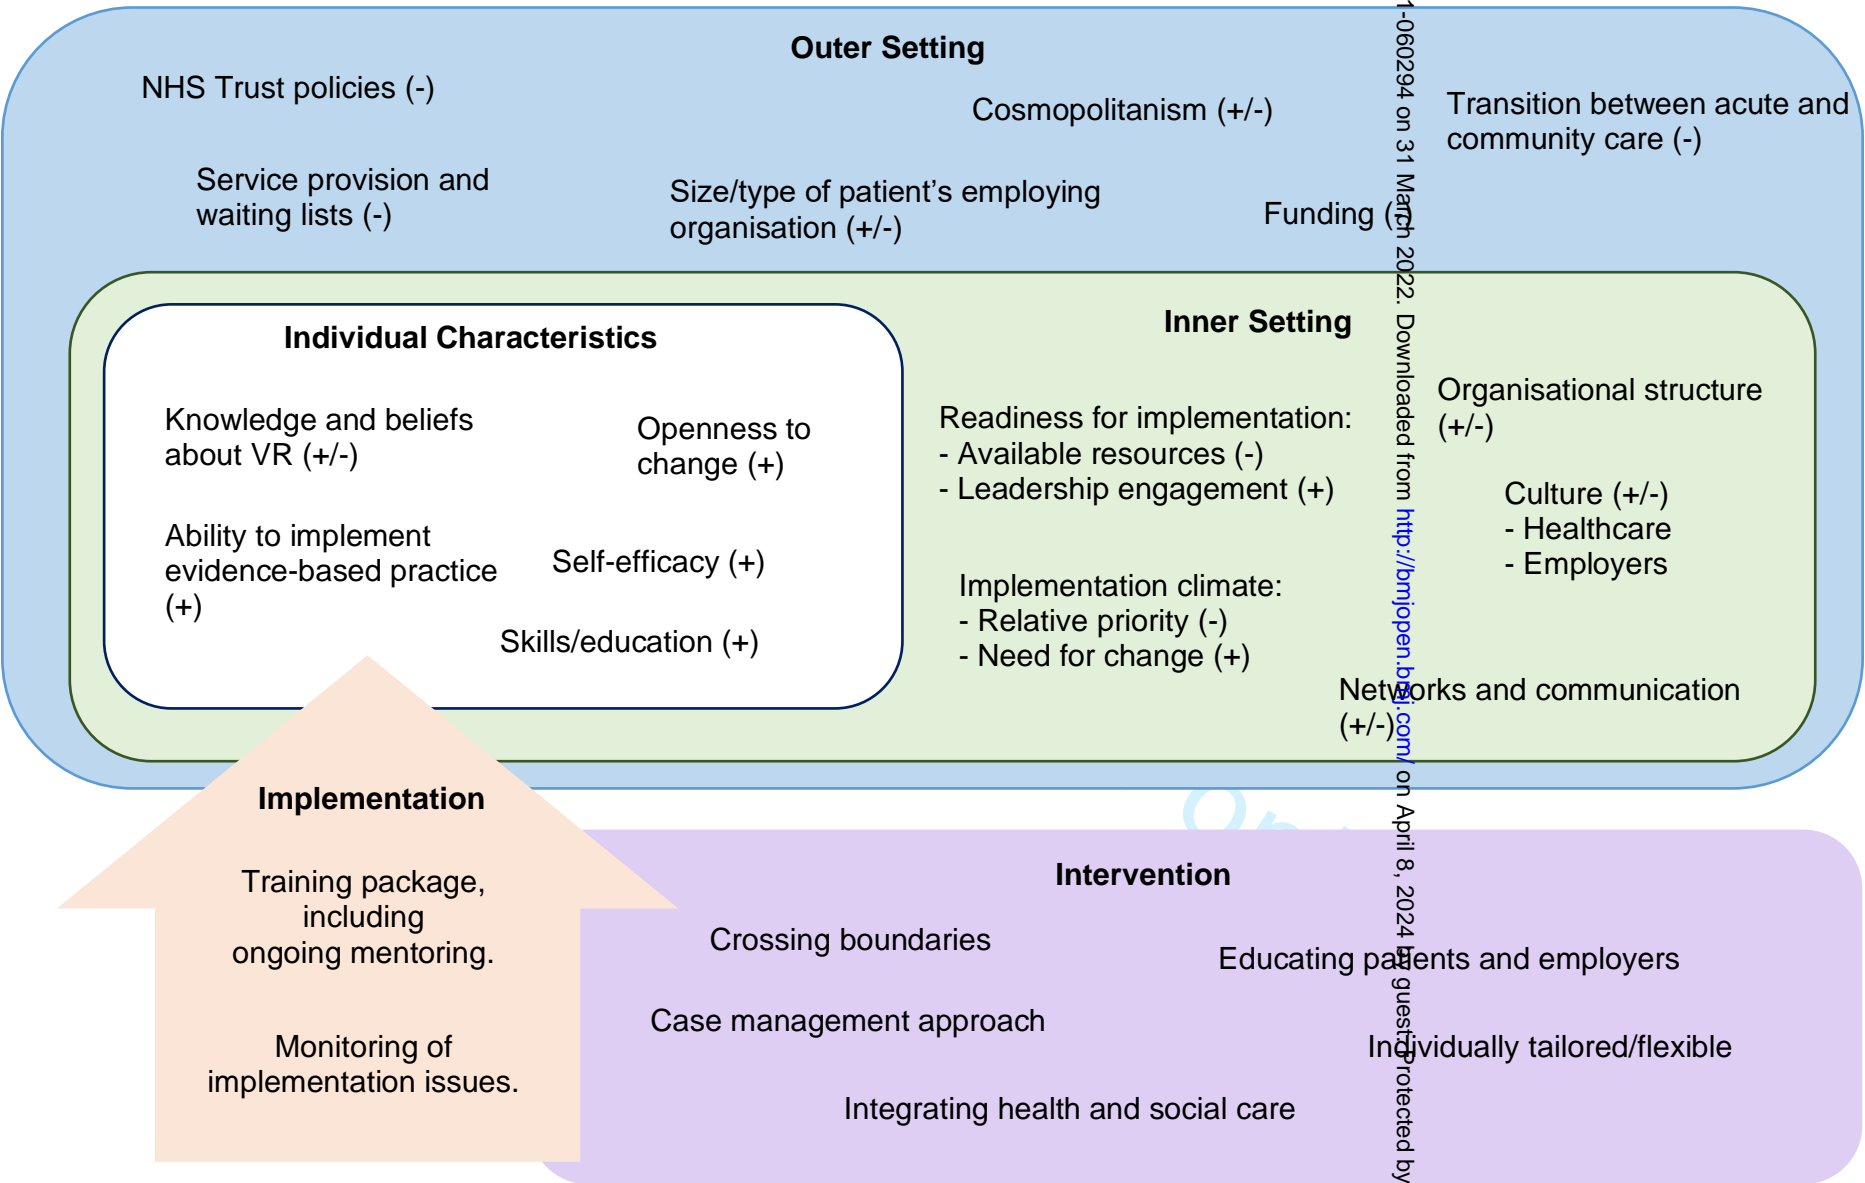 Outer Setting
NHS Trust policies (-)
Cosmopolitanism (+/-)
Transition between acute and
community care (-)
Service provision and
waiting lists (-)
Size/type of patient's employing
organisation (+/-)
Funding (
Individual Characteristics
Knowledge and beliefs
about VR (+/-)
Openness to
change (+)
Ability to implement
evidence-based practice
(+)
Self-efficacy (+)
Skills/education (+)
Inner Setting
Readiness for implementation:
- Available resources (-)
- Leadership engagement (+)
Organisational structure
(+/-)
Culture (+/-)
- Healthcare
- Employers
Implementation climate:
- Relative priority (-)
- Need for change (+)
Networks and communication
(+/-)
Implementation
Training package,
including
ongoing mentoring.
Monitoring of
implementation issues.
Intervention
Crossing boundaries
Educating patients and employers
Case management approach
Individually tailored/flexible
Integrating health and social care
1-060294 on 31 March 2022. Downloaded from http://bmjopen.bmj.com/ on April 8, 2024 by guest. Protected by